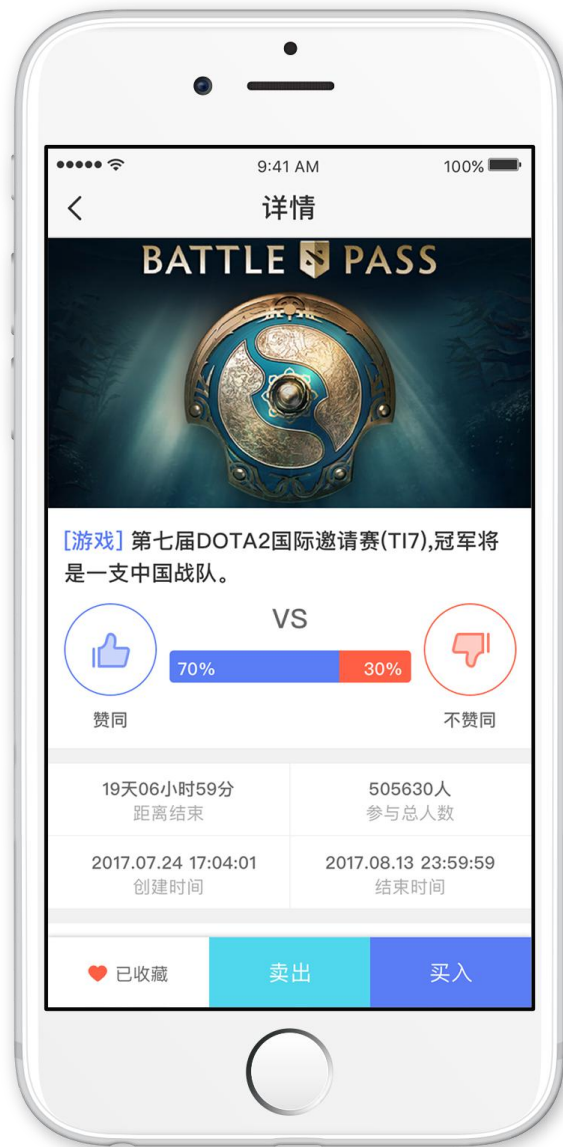 9:41 AM
100%
详情
BATTLE PASS
[游戏] 第七届DOTA2国际邀请赛(TI7),冠军将
是一支中国战队。
VS
70%
30%
赞同
不赞同
19天06小时59分
505630人
距离结束
参与总人数
2017.07.24 17:04:01
2017.08.13 23:59:59
创建时间
结束时间
已收藏
卖出
买入